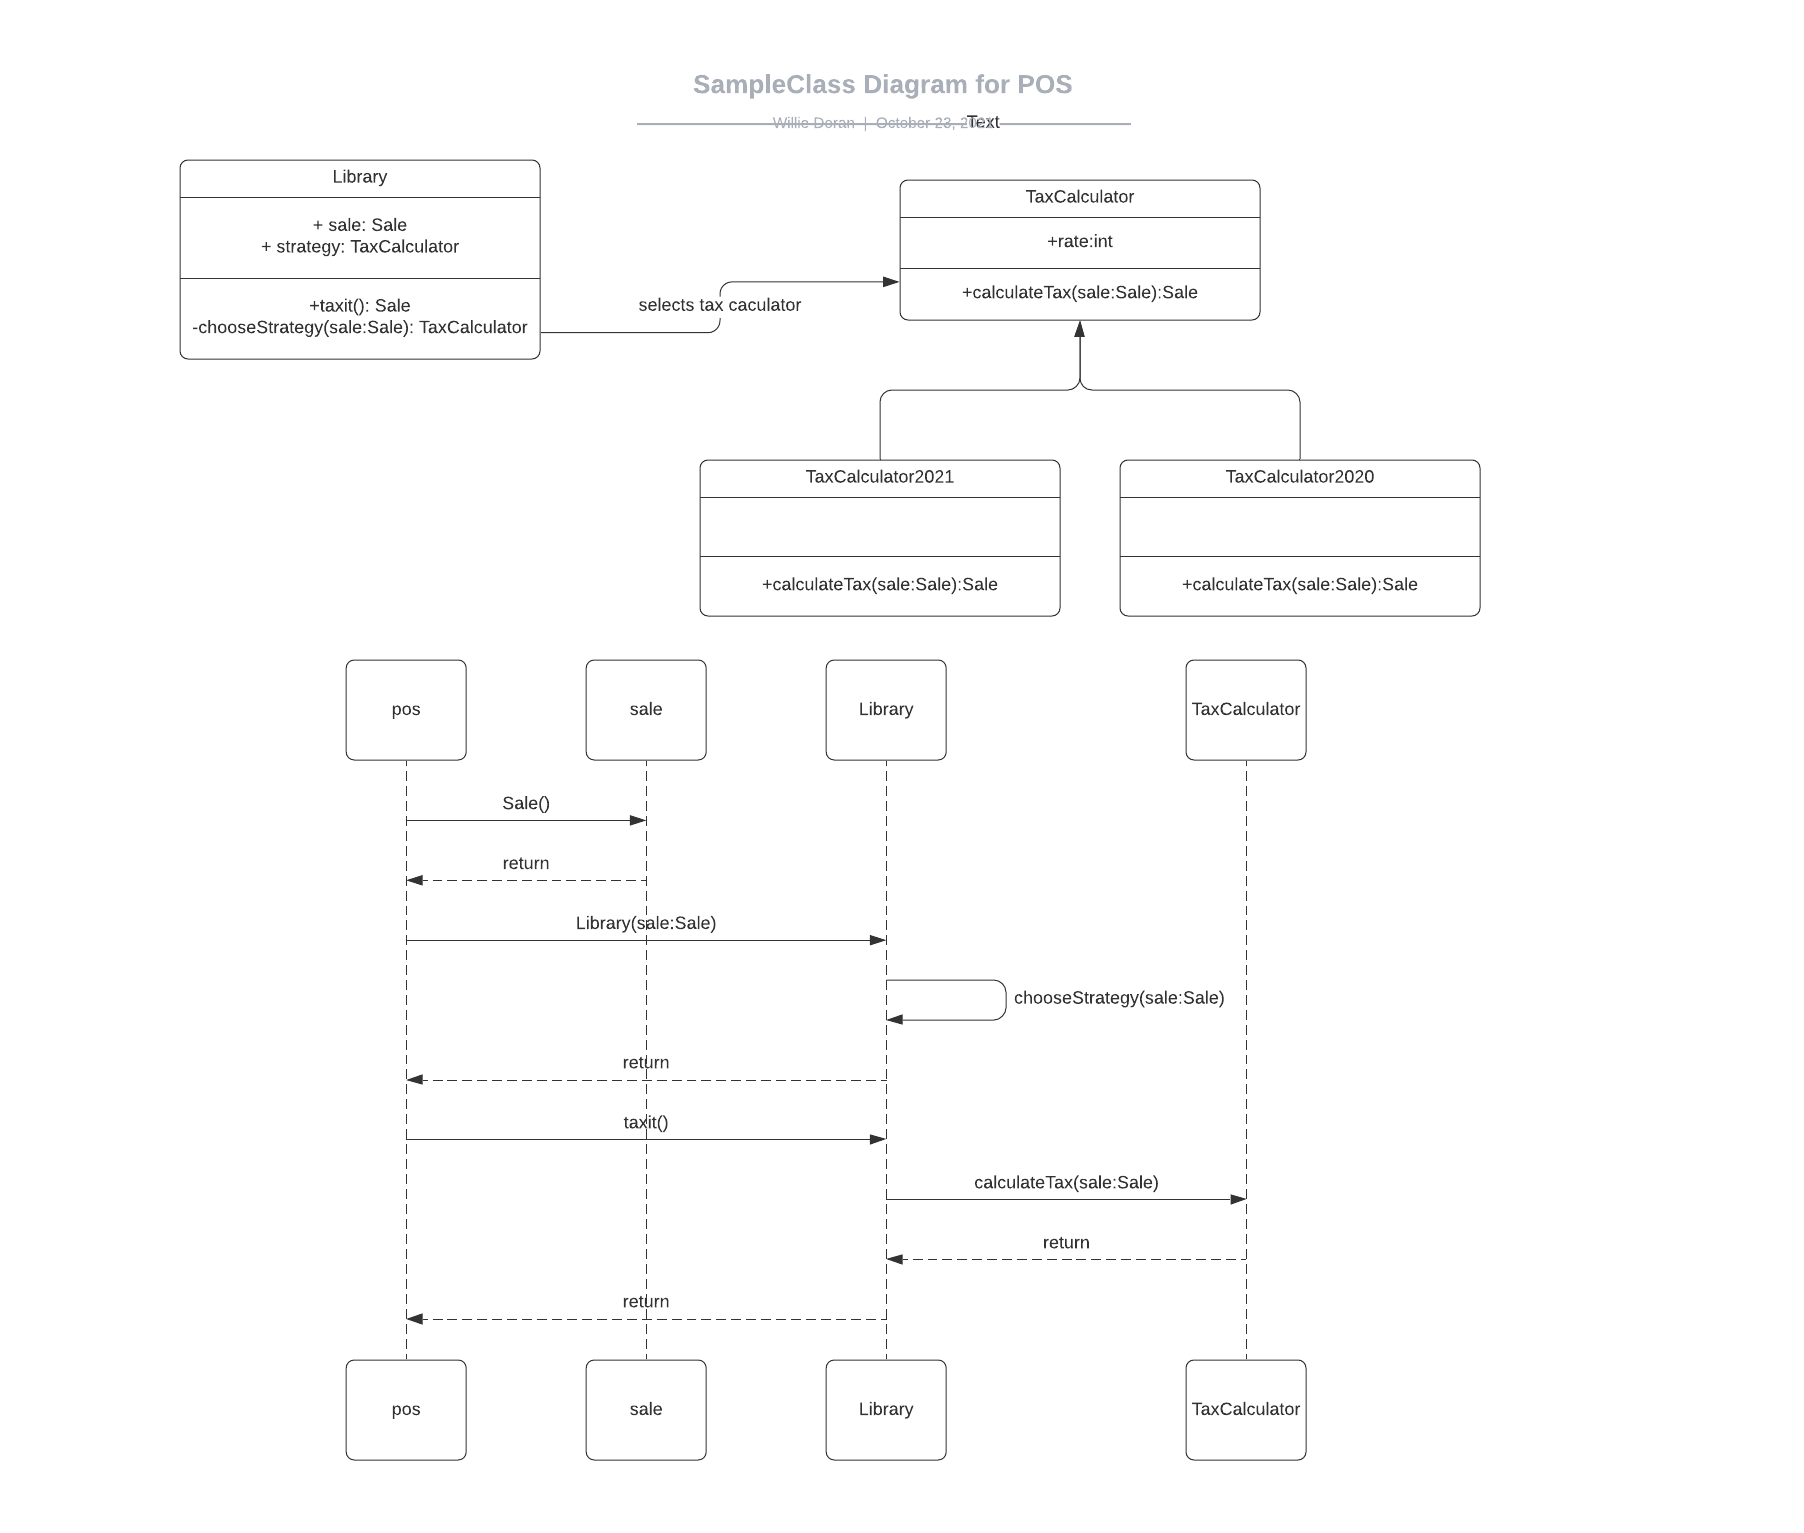 SampleClass Diagram for POS
Willie Doran | October 23, 2021
Text
Library
+ sale: Sale
+ strategy: TaxCalculator
+taxit(): Sale
-chooseStrategy(sale:Sale): TaxCalculator
selects tax caculator
TaxCalculator
+rate:int
+calculateTax(sale:Sale):Sale
TaxCalculator2021
+calculateTax(sale:Sale):Sale
TaxCalculator2020
+calculateTax(sale:Sale):Sale
pos
sale
Library
TaxCalculator
Sale()
return
Library(sale:Sale)
chooseStrategy(sale:Sale)
return
taxit()
calculateTax(sale:Sale)
return
return
pos
sale
Library
TaxCalculator